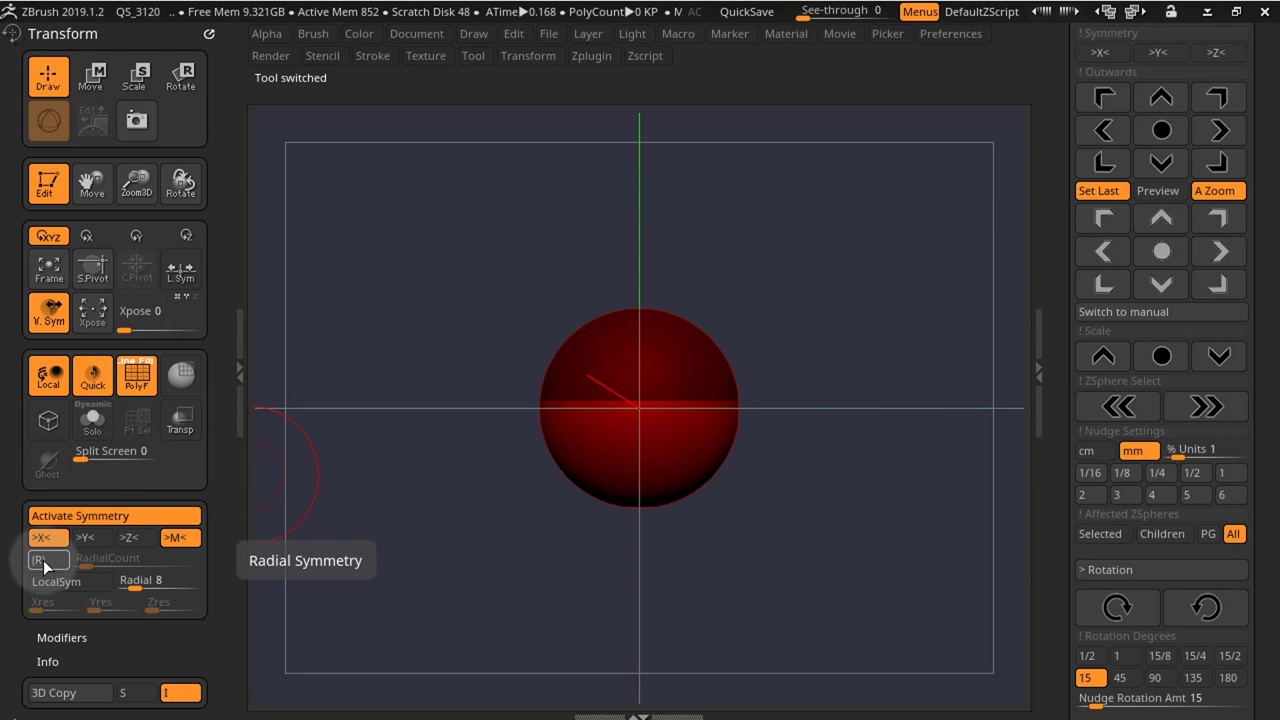 ZBrush 2019.1.2 QS_3120 .. • Free Mem 9.321GB • Active Mem 852 • Scratch Disk 48 • ATime▶0.168 • PolyCount▶0 KP • M AC QuickSave See-through 0 Menus DefaultZScript
Transform
Alpha Brush Color Document Draw Edit File Layer Light Macro Marker Material Movie Picker Preferences
Render Stencil Stroke Texture Tool Transform Zplugin Zscript
Tool switched
Draw Move Scale Rotate
Edit
Edit Move Zoom3D Rotate
XYZ X Y Z
Frame S.Pivot C.Pivot L.Sym
X Y Z
V. Sym Xpose Xpose 0
Line Fill
Local Quick PolyF
Dynamic
Solo Pt Sel Transp
Split Screen 0
Ghost
Activate Symmetry
>X< >Y< >Z< >M<
(R) RadialCount
Radial Symmetry
LocalSym Radial 8
Xres Yres Zres
Modifiers
Info
3D Copy S I
! Symmetry
>X< >Y< >Z<
! Outwards
Set Last Preview A Zoom
Switch to manual
! Scale
! ZSphere Select
! Nudge Settings
cm mm % Units 1
1/16 1/8 1/4 1/2 1
2 3 4 5 6
! Affected ZSpheres
Selected Children PG All
> Rotation
! Rotation Degrees
1/2 1 15/8 15/4 15/2
15 45 90 135 180
Nudge Rotation Amt 15